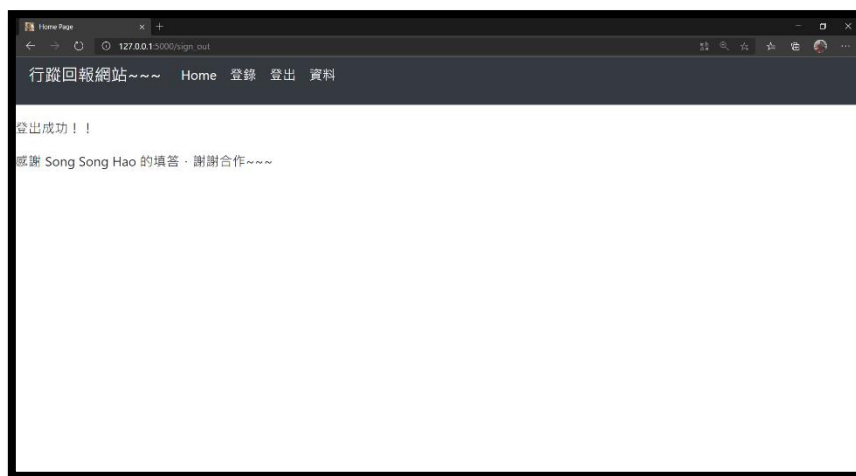 Home Page
127.0.0.1:5000/sign_out
行蹤回報網站~~~ Home 登錄 登出 資料
登出成功！！
感謝 Song Song Hao 的填答，謝謝合作~~~